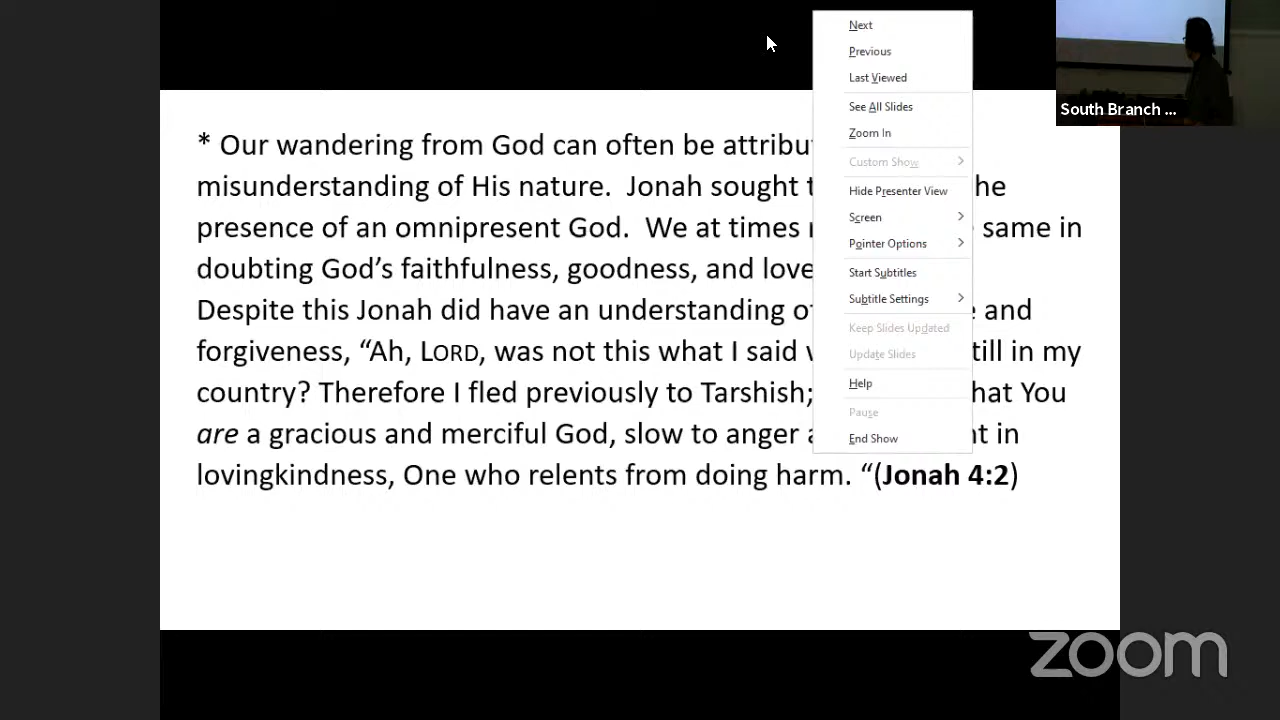 * Our wandering from God can often be
misunderstanding of His nature.  Jonah sought he
presence of an omnipresent God.  We at times same in
doubting God’s faithfulness, goodness, and love
Despite this Jonah did have an understanding and
forgiveness, “Ah, LORD, was not this what I said in my
country? Therefore I fled previously to Tarshish; You
are a gracious and merciful God, slow to anger in
lovingkindness, One who relents from doing harm. “(Jonah 4:2)
Next
Previous
Last Viewed
See All Slides
Zoom In
Custom Show
Hide Presenter View
Screen
Pointer Options
Start Subtitles
Subtitle Settings
Keep Slides Updated
Update Slides
Help
Pause
End Show
South Branch ...
zoom